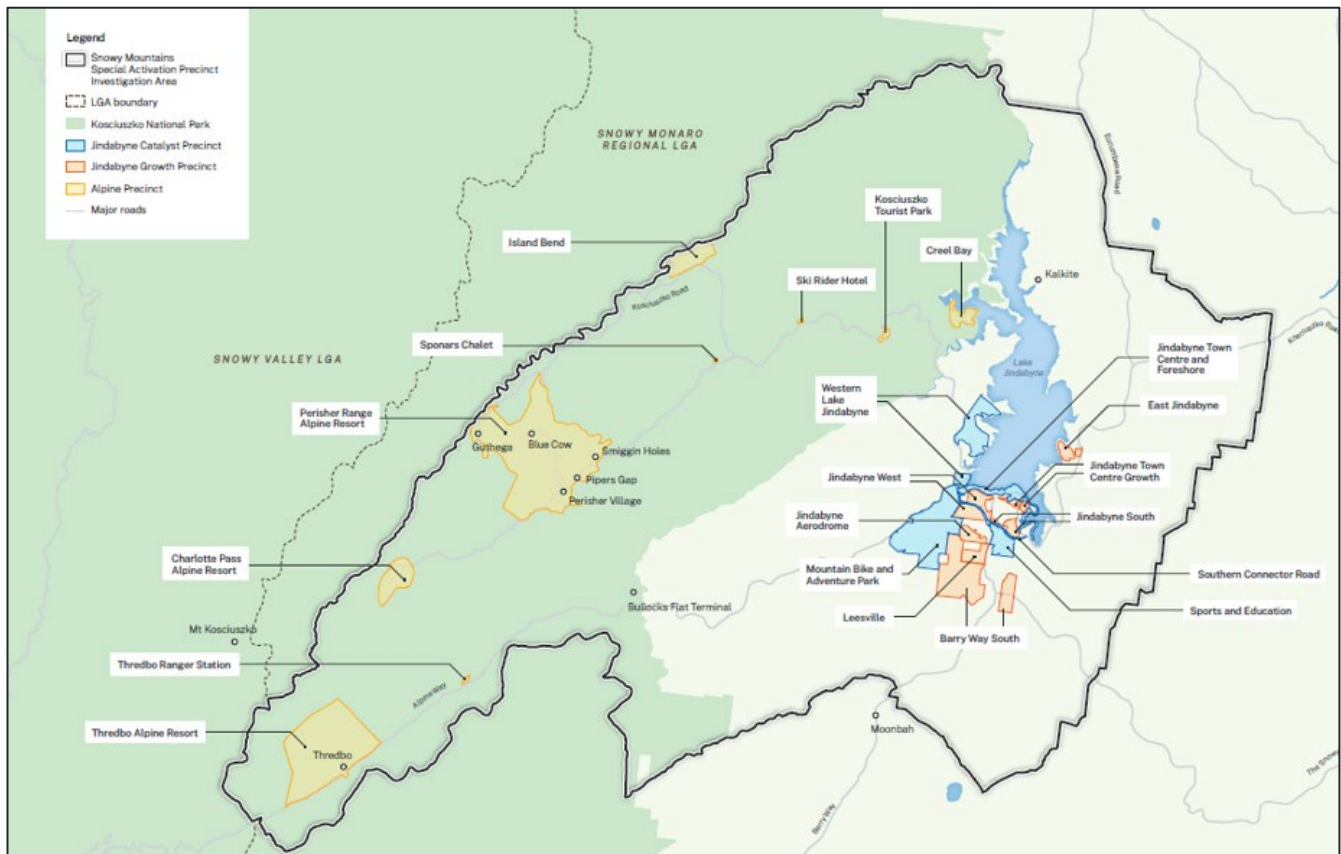 Legend
Snowy Mountains
Special Activation Precinct
Investigation Area
LGA boundary
Kosciuszko National Park
Jindabyne Catalyst Precinct
Jindabyne Growth Precinct
Alpine Precinct
Major roads
SNOWY MONARO
REGIONAL LGA
SNOWY VALLEY LGA
Island Bend
Kosciuszko Road
Kosciuszko
Tourist Park
Ski Rider Hotel
Creel Bay
Kalkite
Eucumbene Road
Sponars Chalet
Lake
Jindabyne
Jindabyne Town
Centre and
Foreshore
Western
Lake
Jindabyne
East Jindabyne
Perisher Range
Alpine Resort
Guthega
Blue Cow
Smiggin Holes
Pipers Gap
Perisher Village
Jindabyne West
Jindabyne Town
Centre Growth
Jindabyne
Aerodrome
Jindabyne South
Charlotte Pass
Alpine Resort
Mountain Bike and
Adventure Park
Southern Connector Road
Bullocks Flat Terminal
Leesville
Sports and Education
Mt Kosciuszko
Barry Way South
Thredbo Ranger Station
Alpine Way
Thredbo Alpine Resort
Thredbo
Moonbah
Barry Way
The Snowy